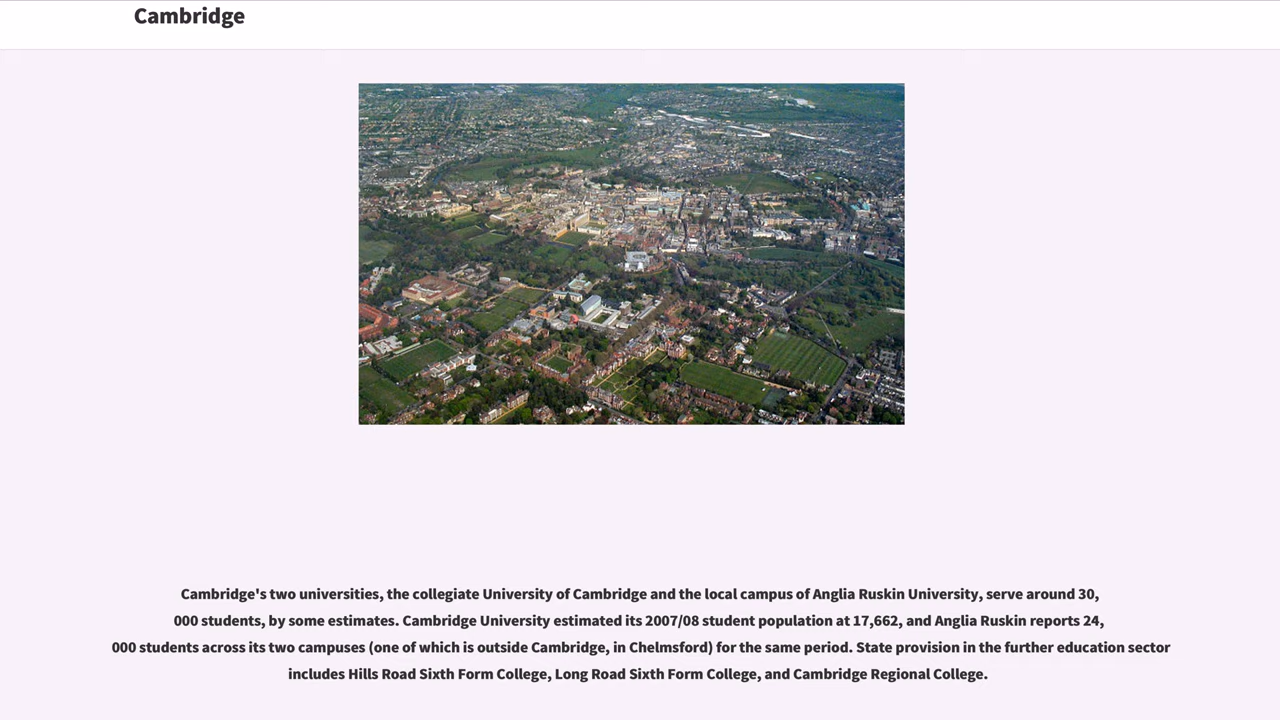 Cambridge
Cambridge's two universities, the collegiate University of Cambridge and the local campus of Anglia Ruskin University, serve around 30,
000 students, by some estimates. Cambridge University estimated its 2007/08 student population at 17,662, and Anglia Ruskin reports 24,
000 students across its two campuses (one of which is outside Cambridge, in Chelmsford) for the same period. State provision in the further education sector
includes Hills Road Sixth Form College, Long Road Sixth Form College, and Cambridge Regional College.